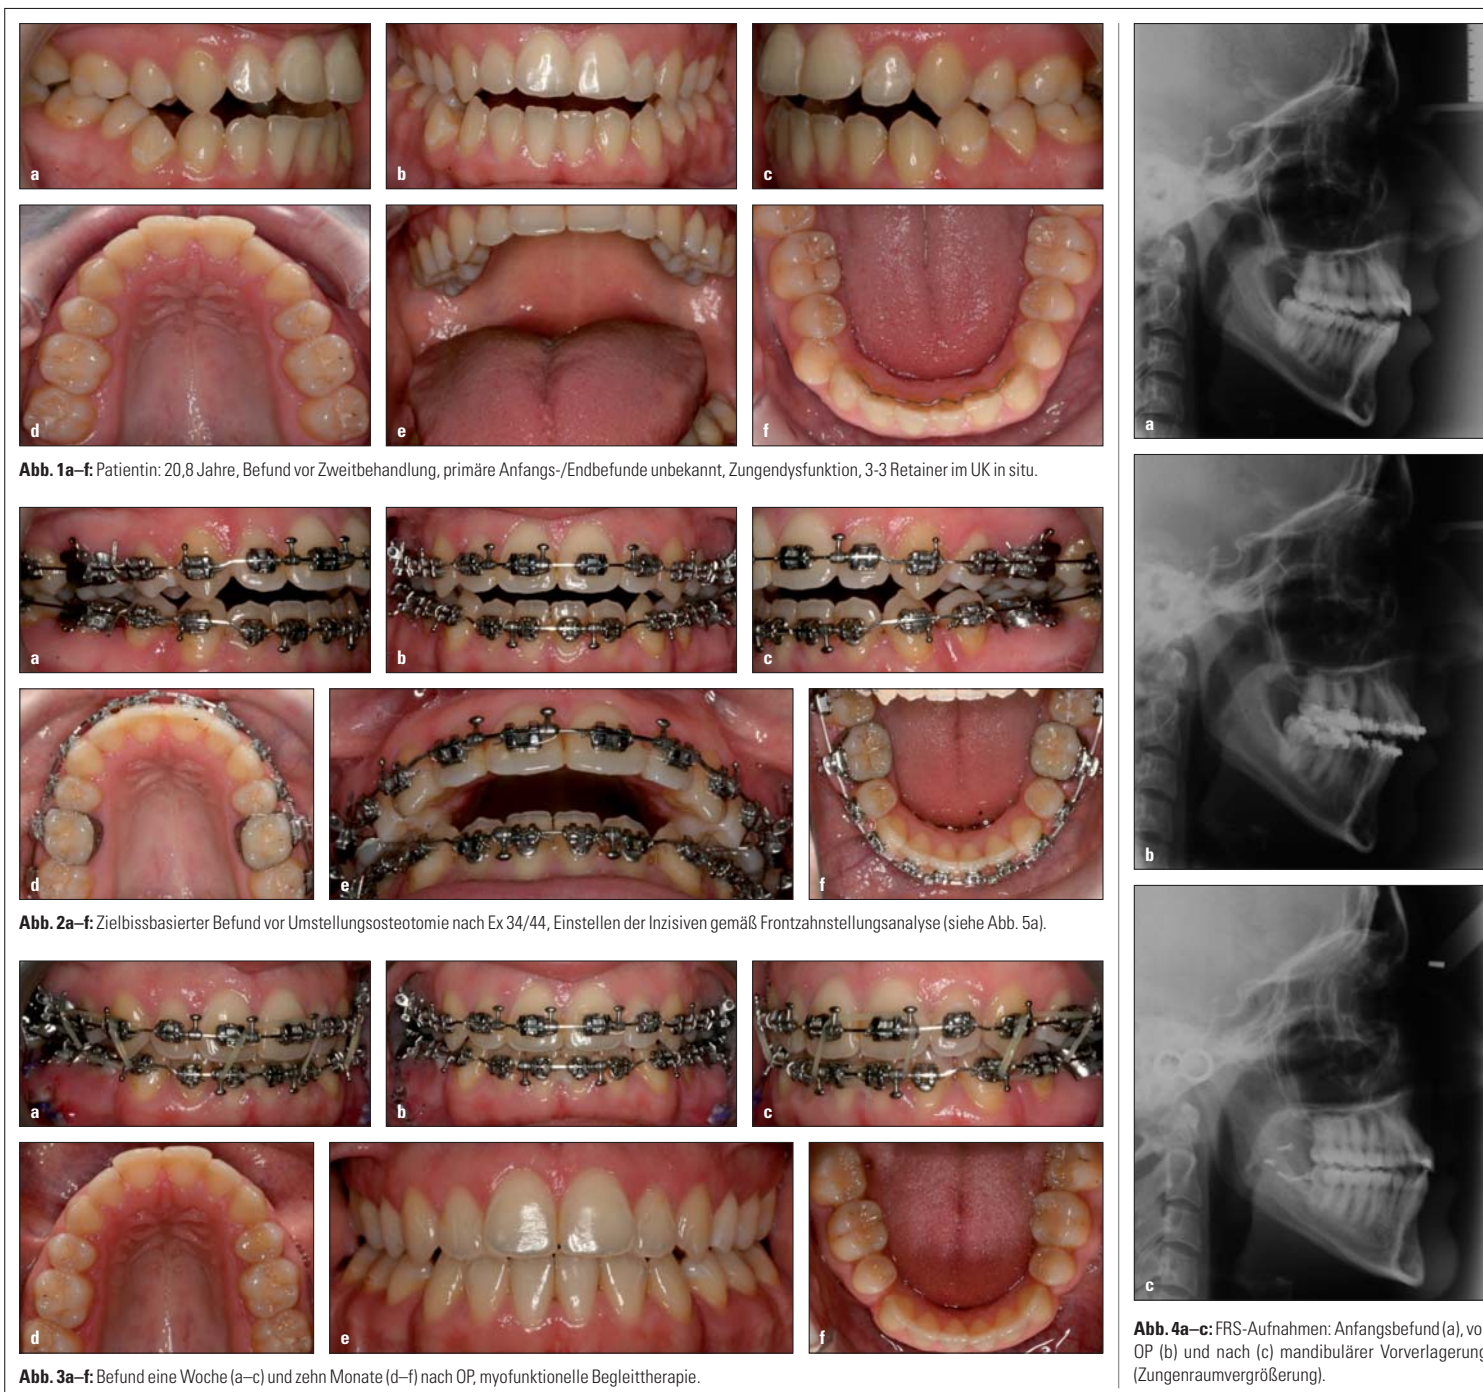 a
b
c
d
e
f
Abb. 1a–f: Patientin: 20,8 Jahre, Befund vor Zweitbehandlung, primäre Anfangs-/Endbefunde unbekannt, Zungendysfunktion, 3-3 Retainer im UK in situ.
a
b
c
d
e
f
Abb. 2a–f: Zielbissbasierter Befund vor Umstellungsosteotomie nach Ex 34/44, Einstellen der Inzisiven gemäß Frontzahnstellungsanalyse (siehe Abb. 5a).
a
b
c
d
e
f
Abb. 3a–f: Befund eine Woche (a–c) und zehn Monate (d–f) nach OP, myofunktionelle Begleittherapie.
a
b
c
Abb. 4a–c: FRS-Aufnahmen: Anfangsbefund (a), vo
OP (b) und nach (c) mandibulärer Vorverlagerung
(Zungenraumvergrößerung).